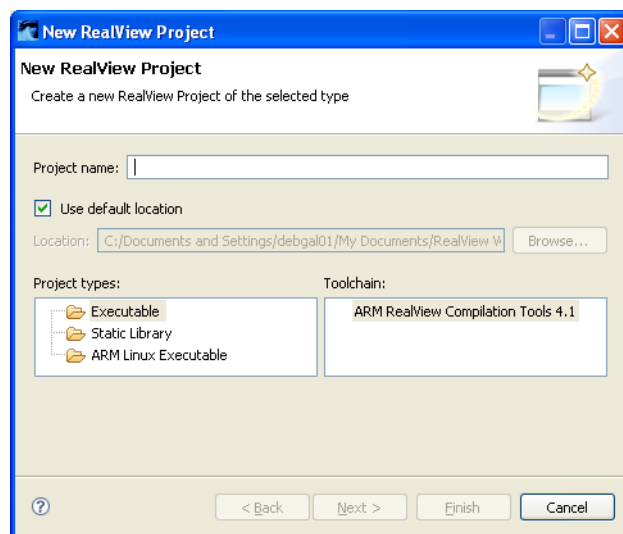 New RealView Project
New RealView Project
Create a new RealView Project of the selected type
Project name:
Use default location
Location: C:/Documents and Settings/debgal01/My Documents/RealView Browse...
Project types: Toolchain:
Executable ARM RealView Compilation Tools 4.1
Static Library
ARM Linux Executable
? < Back Next > Finish Cancel